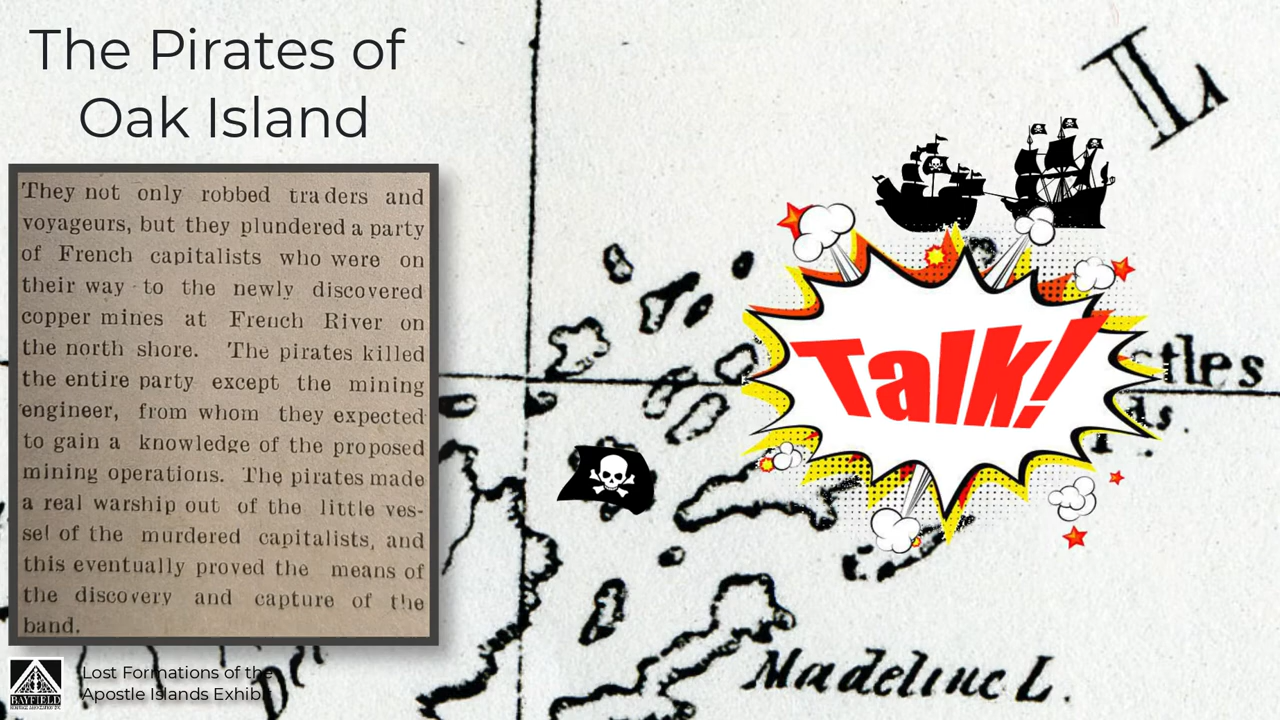 The Pirates of
Oak Island
They not only robbed traders and
voyageurs, but they plundered a party
of French capitalists who were on
their way to the newly discovered
copper mines at French River on
the north shore. The pirates killed
the entire party except the mining
engineer, from whom they expected
to gain a knowledge of the proposed
mining operations. The pirates made
a real warship out of the little ves-
sel of the murdered capitalists, and
this eventually proved the means of
the discovery and capture of the
band.
L
Talk!
stles
ds.
Madeline I.
BAYFIELD
Lost Formations of the
Apostle Islands Exhibit